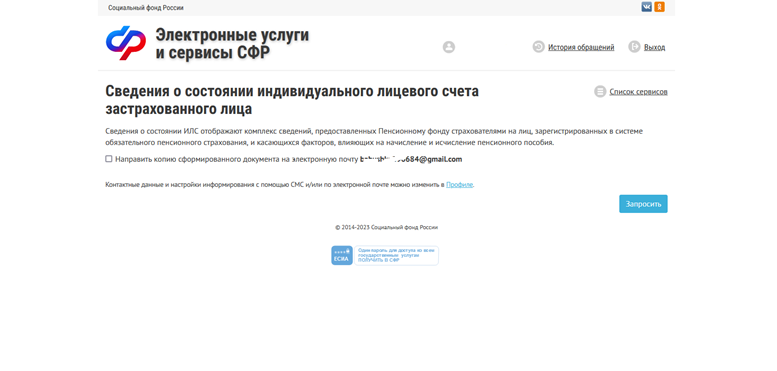 Социальный фонд России
Электронные услуги
и сервисы СФР
История обращений
Выход
Сведения о состоянии индивидуального лицевого счета
застрахованного лица
Список сервисов
Сведения о состоянии ИЛС отображают комплекс сведений, предоставленных Пенсионному фонду страхователями на лиц, зарегистрированных в системе
обязательного пенсионного страхования, и касающихся факторов, влияющих на начисление и исчисление пенсионного пособия.
Направить копию сформированного документа на электронную почту
Контактные данные и настройки информирования с помощью СМС и/или по электронной почте можно изменить в Профиле.
Запросить
© 2014-2023 Социальный фонд России
ЕСИА
Один пароль для доступа ко всем
государственным услугам
ПОЛУЧИТЬ В СФР